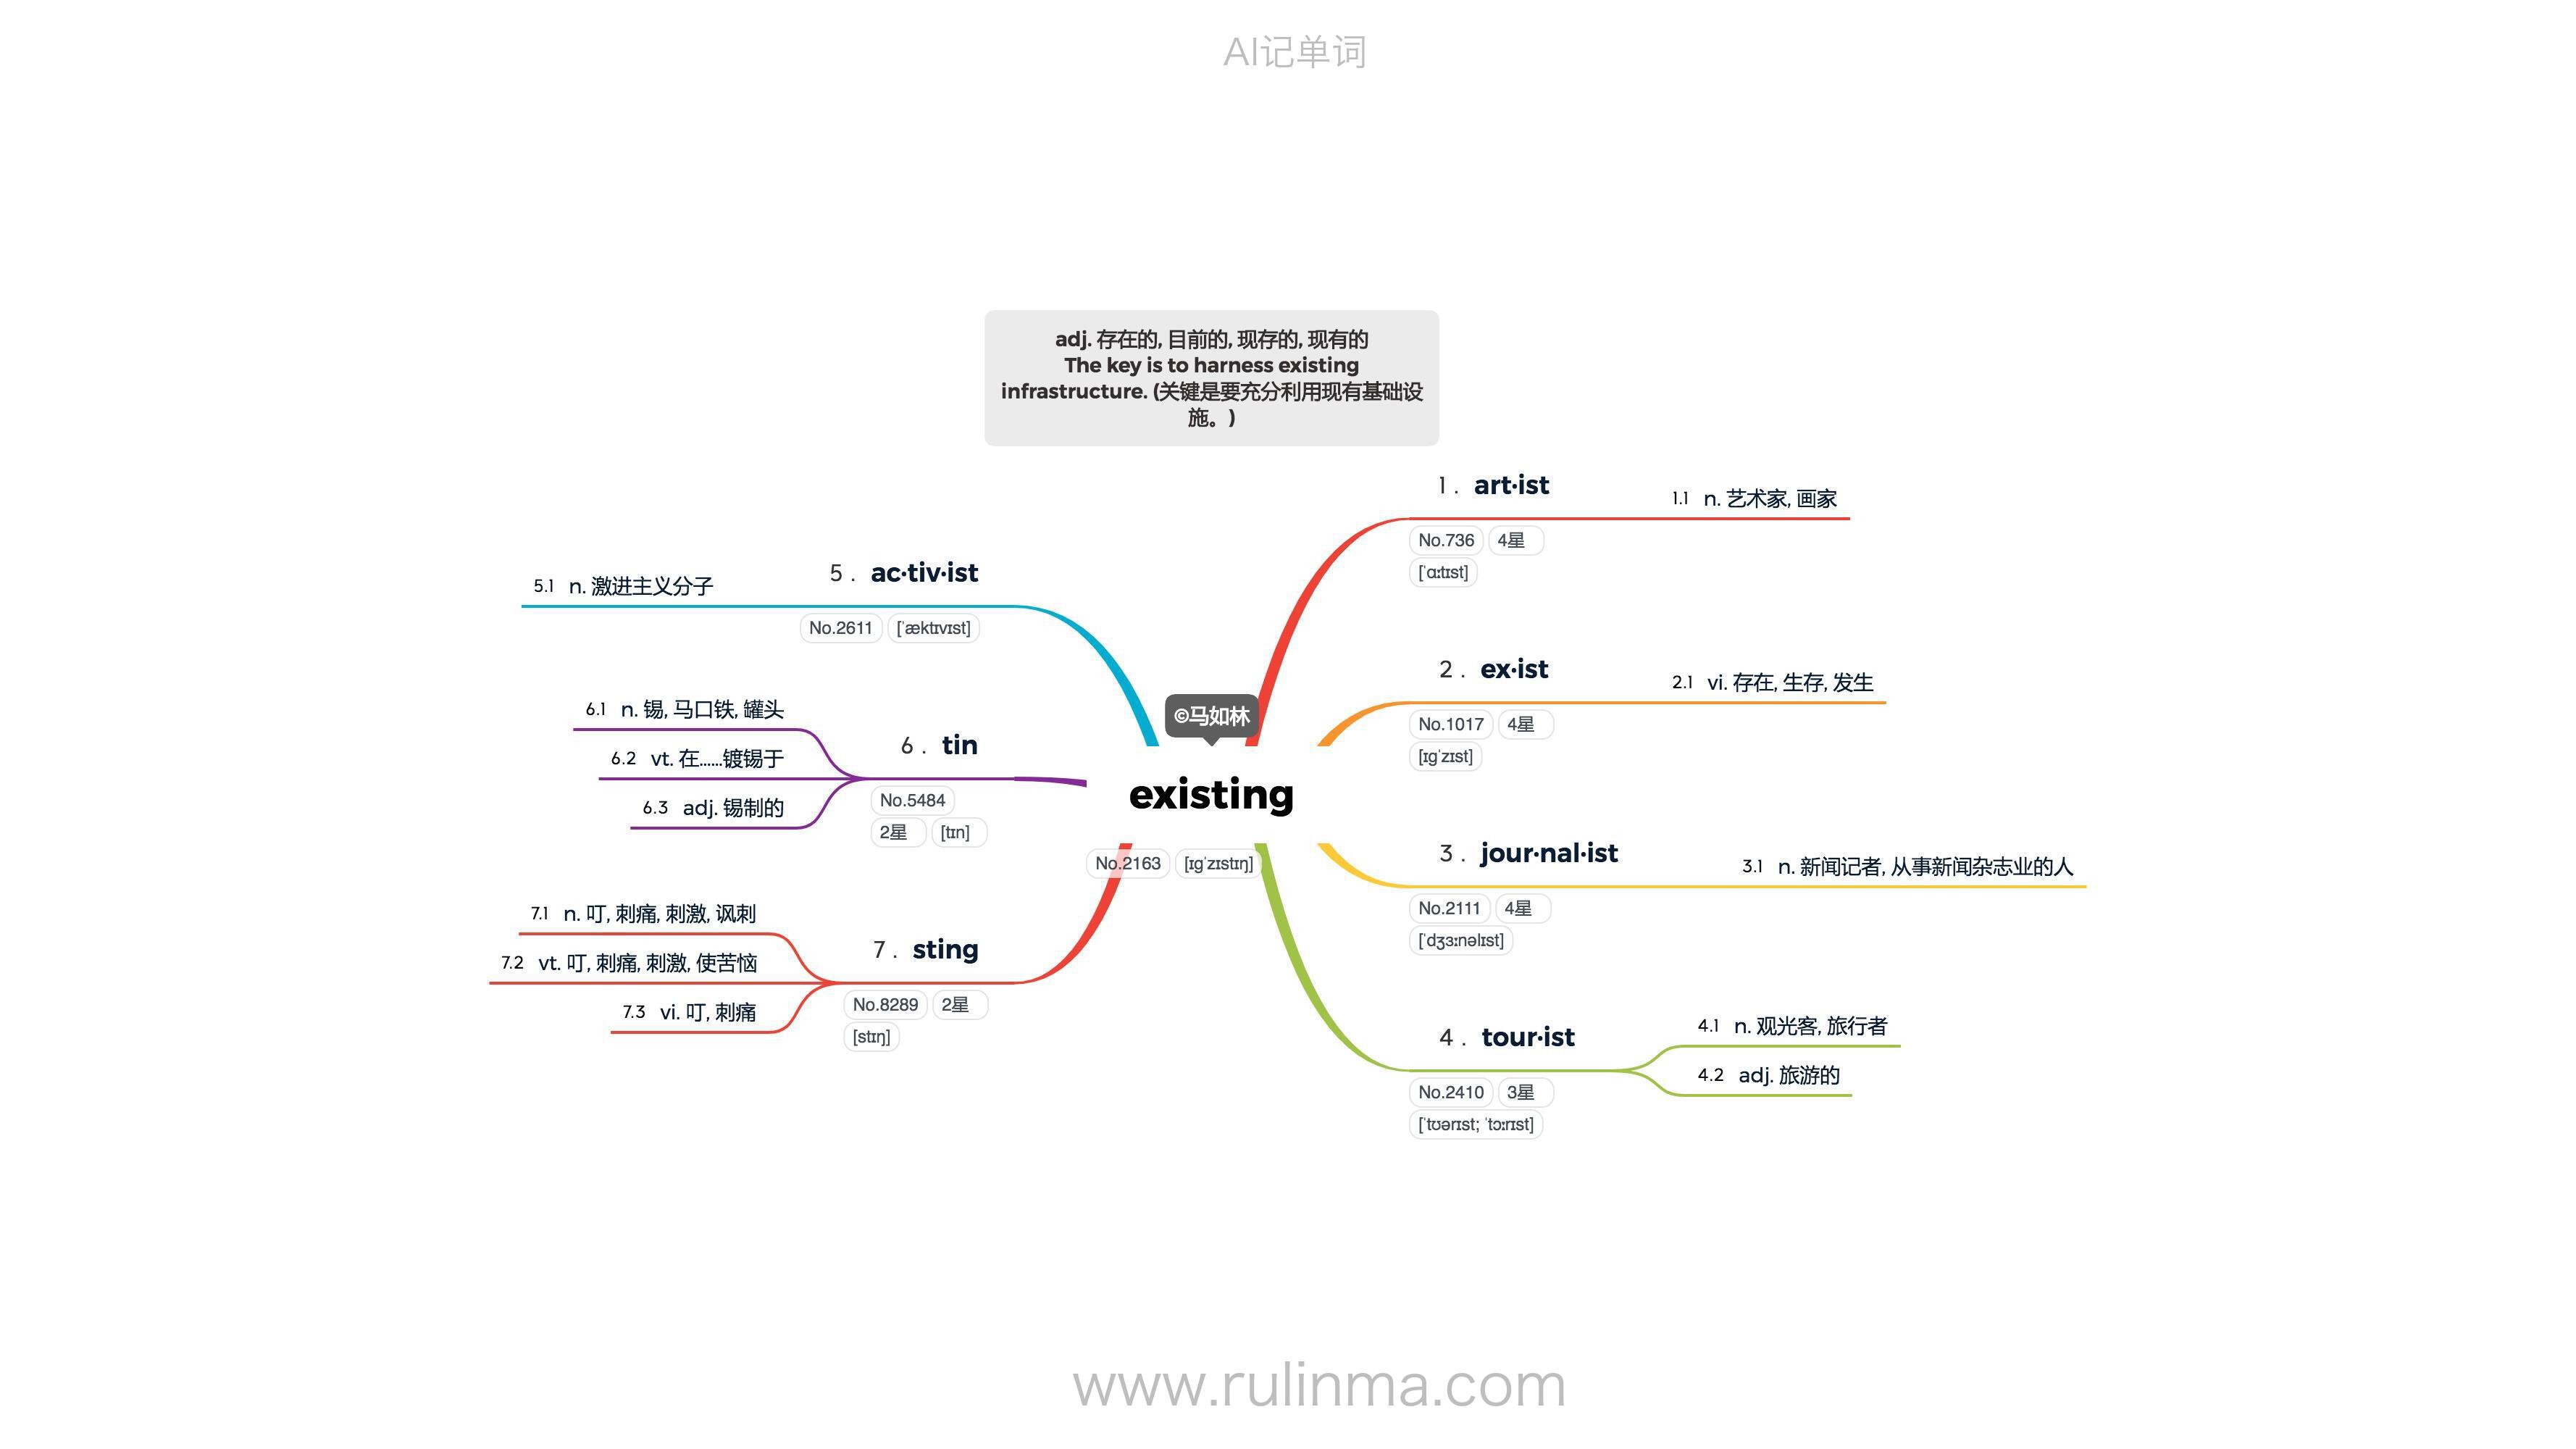 AI记单词
adj. 存在的, 目前的, 现存的, 现有的
The key is to harness existing
infrastructure. (关键是要充分利用现有基础设
施。)
©马如林
existing
No.2163 [ɪɡˈzɪstɪŋ]
1. art·ist
No.736 4星
[ˈɑːtɪst]
1.1 n. 艺术家, 画家
2. ex·ist
No.1017 4星
[ɪɡˈzɪst]
2.1 vi. 存在, 生存, 发生
3. jour·nal·ist
No.2111 4星
[ˈdʒɜːnəlɪst]
3.1 n. 新闻记者, 从事新闻杂志业的人
4. tour·ist
No.2410 3星
[ˈtʊərɪst; ˈtɔːrɪst]
4.1 n. 观光客, 旅行者
4.2 adj. 旅游的
5. ac·tiv·ist
No.2611 [ˈæktɪvɪst]
5.1 n. 激进主义分子
6. tin
No.5484
2星 [tɪn]
6.1 n. 锡, 马口铁, 罐头
6.2 vt. 在……镀锡于
6.3 adj. 锡制的
7. sting
No.8289 2星
[stɪŋ]
7.1 n. 叮, 刺痛, 刺激, 讽刺
7.2 vt. 叮, 刺痛, 刺激, 使苦恼
7.3 vi. 叮, 刺痛
www.rulinma.com